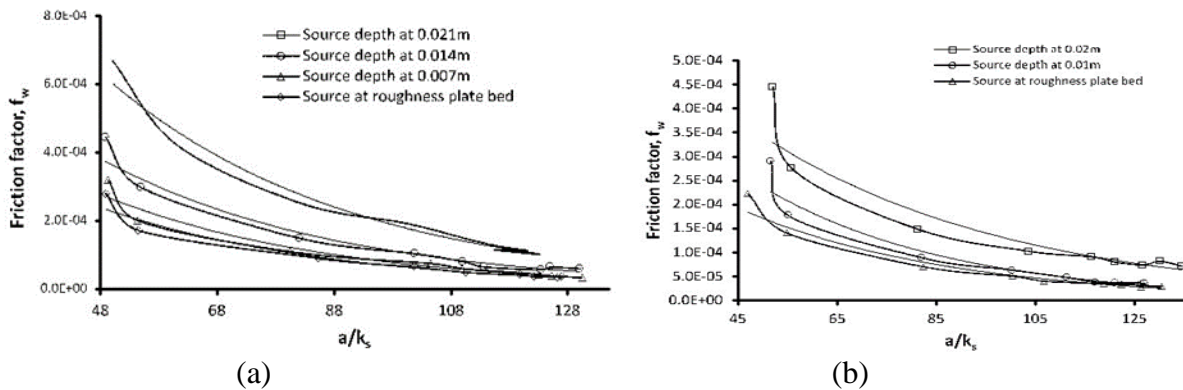 8.0E-04
6.0E-04
4.0E-04
2.0E-04
0.0E+00
Friction factor, f_w
48 68 88 108 128
a/k_s
Source depth at 0.021m
Source depth at 0.014m
Source depth at 0.007m
Source at roughness plate bed
(a)
5.0E-04
4.5E-04
4.0E-04
3.5E-04
3.0E-04
2.5E-04
2.0E-04
1.5E-04
1.0E-04
5.0E-05
0.0E+00
Friction factor, f_w
45 65 85 105 125
a/k_s
Source depth at 0.02m
Source depth at 0.01m
Source at roughness plate bed
(b)